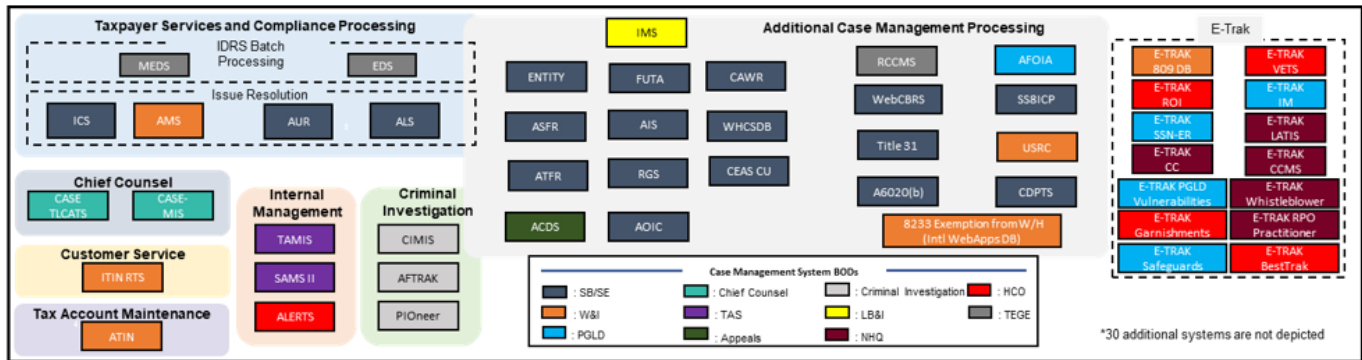 Taxpayer Services and Compliance Processing
IDRS Batch
Processing
MEDS
EDS
Issue Resolution
ICS
AMS
AUR
ALS
Additional Case Management Processing
IMS
ENTITY
FUTA
CAWR
RCCMS
AFOIA
WebCBRS
SS8ICP
ASFR
AIS
WHCSDB
Title 31
USRC
ATFR
RGS
CEAS CU
A6020(b)
CDPTS
ACDS
AOIC
8233 Exemption from W/H
(Intl WebApps DB)
E-Trak
E-TRAK
809 DB
E-TRAK
VETS
E-TRAK
ROI
E-TRAK
IM
E-TRAK
SSN-ER
E-TRAK
LATIS
E-TRAK
CC
E-TRAK
CCMS
E-TRAK PGLD
Vulnerabilities
E-TRAK
Whistleblower
E-TRAK
Garnishments
E-TRAK RPO
Practitioner
E-TRAK
Safeguards
E-TRAK
BestTrak
Chief Counsel
CASE
TLCATS
CASE-
MIS
Customer Service
ITIN RTS
Tax Account Maintenance
ATIN
Internal
Management
TAMIS
SAMS II
ALERTS
Criminal
Investigation
CIMIS
AFTRAK
PIOneer
Case Management System BODs
: SB/SE
: Chief Counsel
: Criminal Investigation
: HCO
: W&I
: TAS
: LB&I
: TEGE
: PGLD
: Appeals
: NHQ
*30 additional systems are not depicted